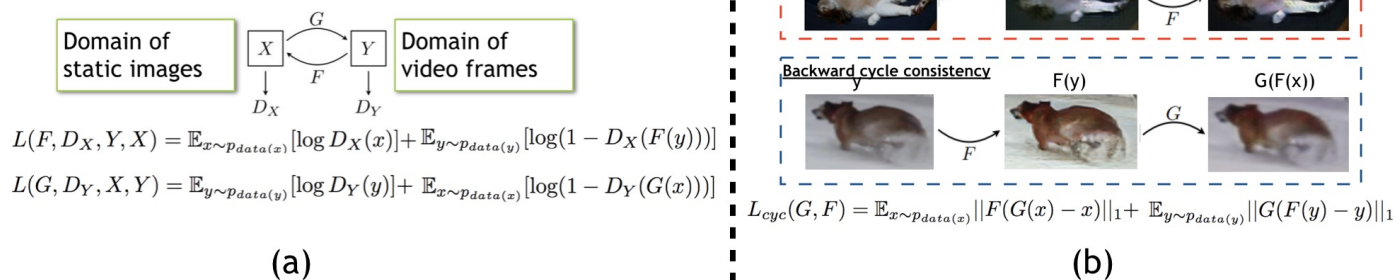 Domain of
static images
X
G
F
Y
Domain of
video frames
D_X
D_Y
L(F, D_X, Y, X) = 𝔼_{x∼p_{data(x)}}[log D_X(x)]+ 𝔼_{y∼p_{data(y)}}[log(1 − D_X(F(y)))]
L(G, D_Y, X, Y) = 𝔼_{y∼p_{data(y)}}[log D_Y(y)]+ 𝔼_{x∼p_{data(x)}}[log(1 − D_Y(G(x)))]
(a)
F
Backward cycle consistency
y
F(y)
G(F(x))
F
G
L_{cyc}(G, F) = 𝔼_{x∼p_{data(x)}}||F(G(x) − x)||_1+ 𝔼_{y∼p_{data(y)}}||G(F(y) − y)||_1
(b)